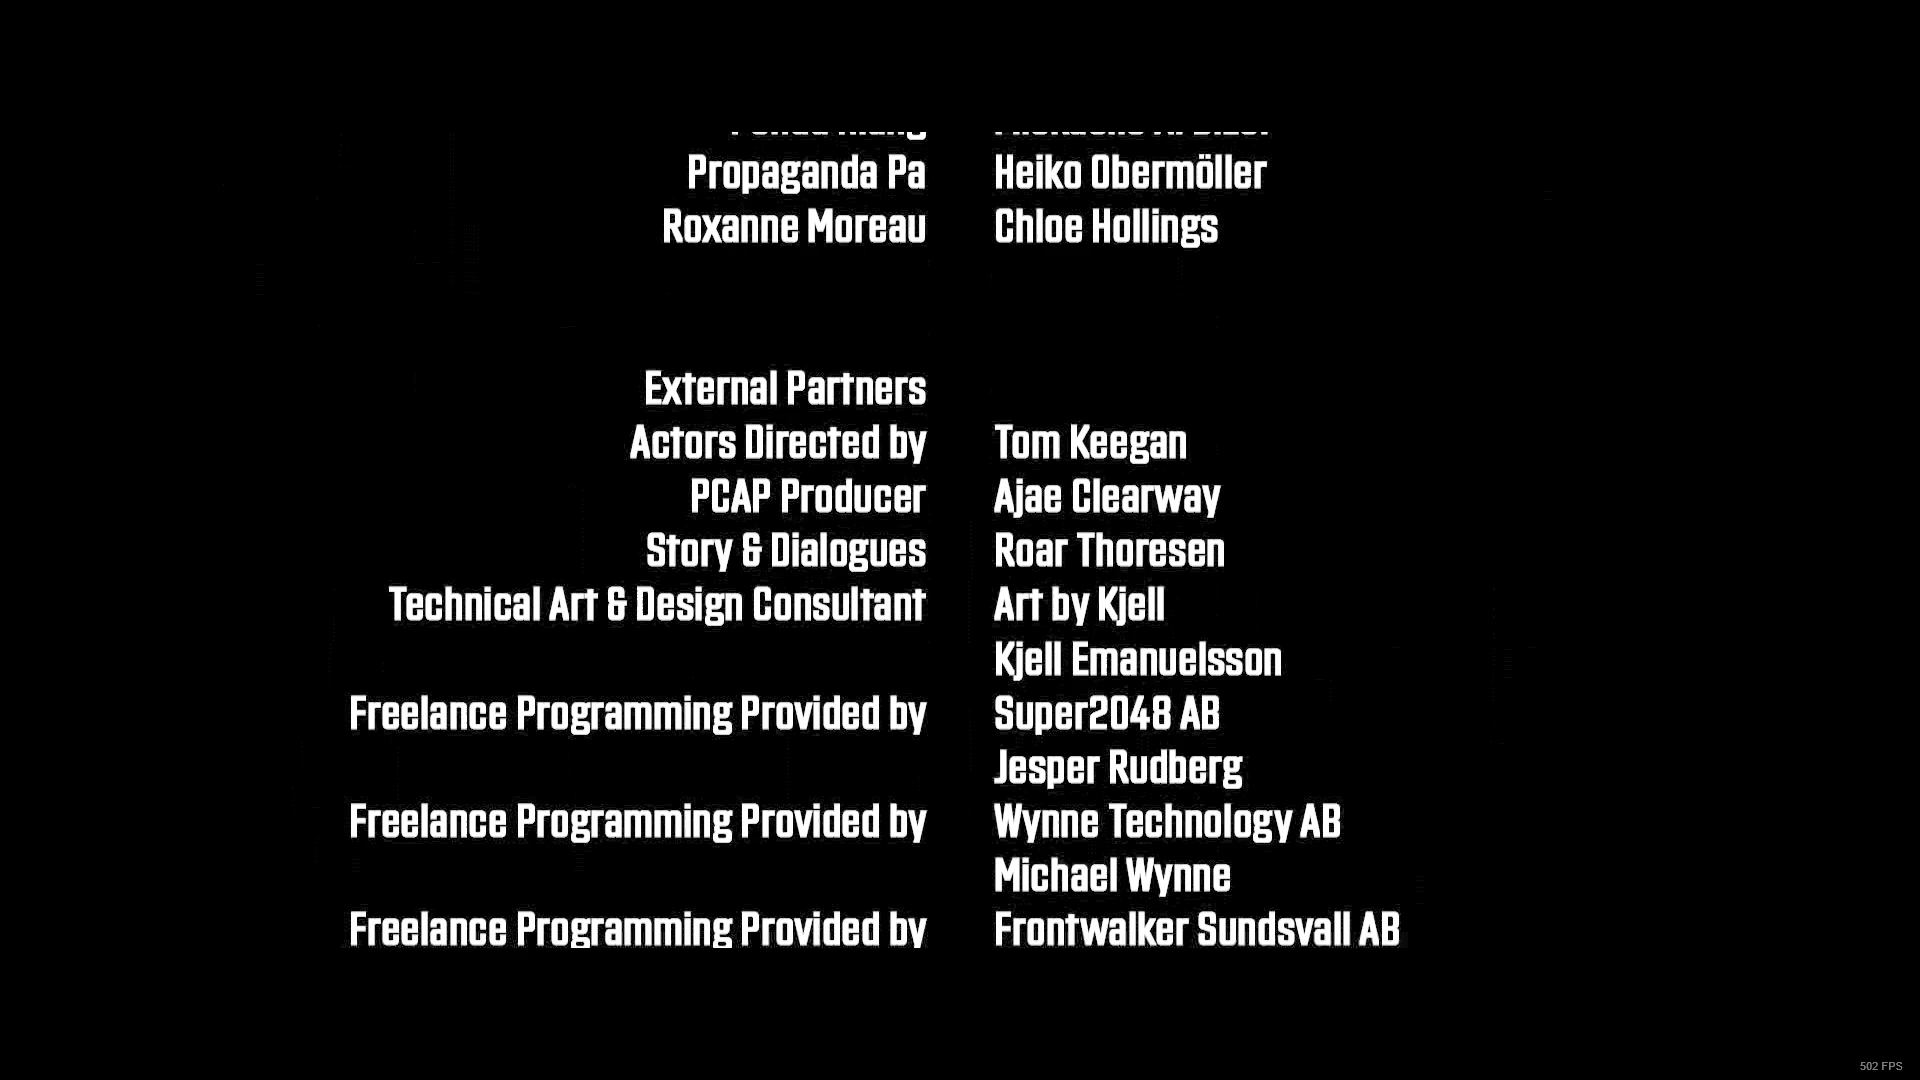 Propaganda Pa Heiko Obermöller
Roxanne Moreau Chloe Hollings
External Partners
Actors Directed by Tom Keegan
PCAP Producer Ajae Clearway
Story & Dialogues Roar Thoresen
Technical Art & Design Consultant Art by Kjell
Kjell Emanuelsson
Freelance Programming Provided by Super2048 AB
Jesper Rudberg
Freelance Programming Provided by Wynne Technology AB
Michael Wynne
Freelance Programming Provided by Frontwalker Sundsvall AB
502 FPS